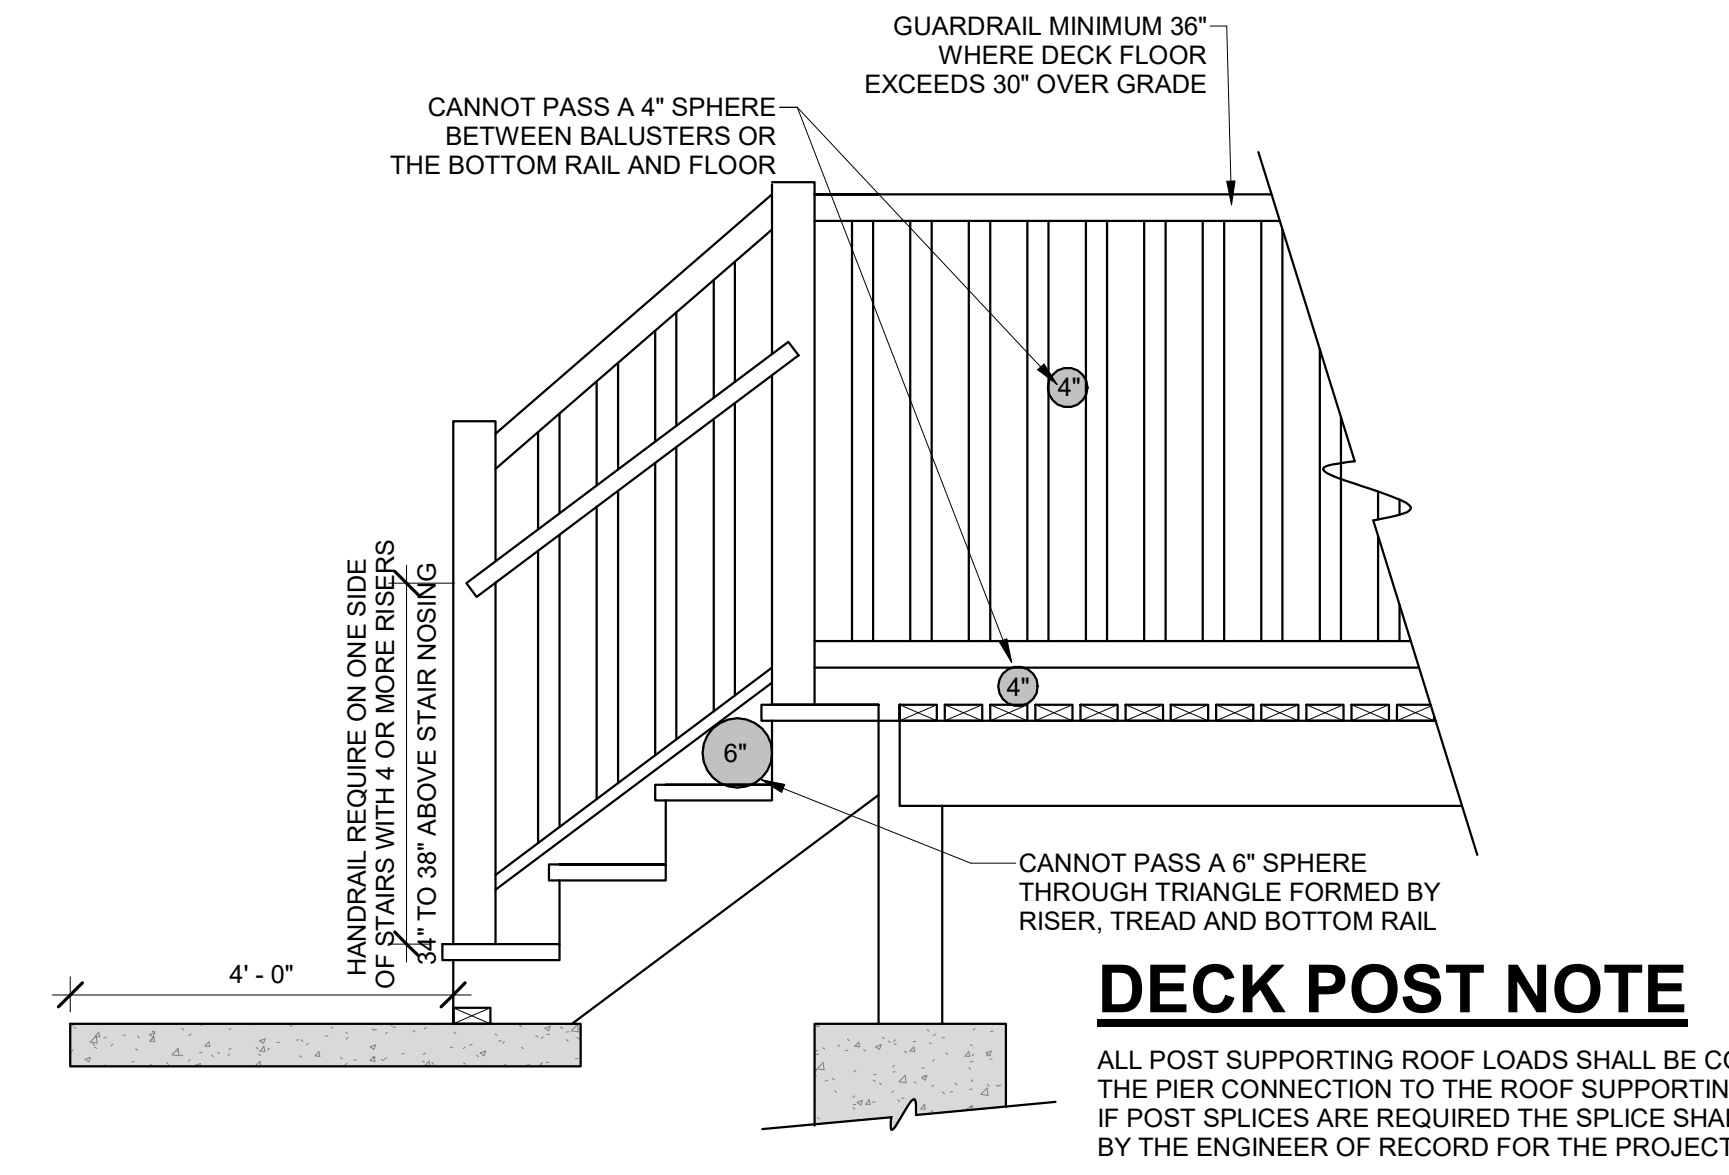 GUARDRAIL MINIMUM 36"
WHERE DECK FLOOR
EXCEEDS 30" OVER GRADE
CANNOT PASS A 4" SPHERE
BETWEEN BALUSTERS OR
THE BOTTOM RAIL AND FLOOR
4"
4"
6"
HANDRAIL REQUIRE ON ONE SIDE
OF STAIRS WITH 4 OR MORE RISERS
34" TO 38" ABOVE STAIR NOSING
CANNOT PASS A 6" SPHERE
THROUGH TRIANGLE FORMED BY
RISER, TREAD AND BOTTOM RAIL
4' - 0"
DECK POST NOTE
ALL POST SUPPORTING ROOF LOADS SHALL BE
THE PIER CONNECTION TO THE ROOF SUPPORTIN
IF POST SPLICES ARE REQUIRED THE SPLICE SHA
BY THE ENGINEER OF RECORD FOR THE PROJECT